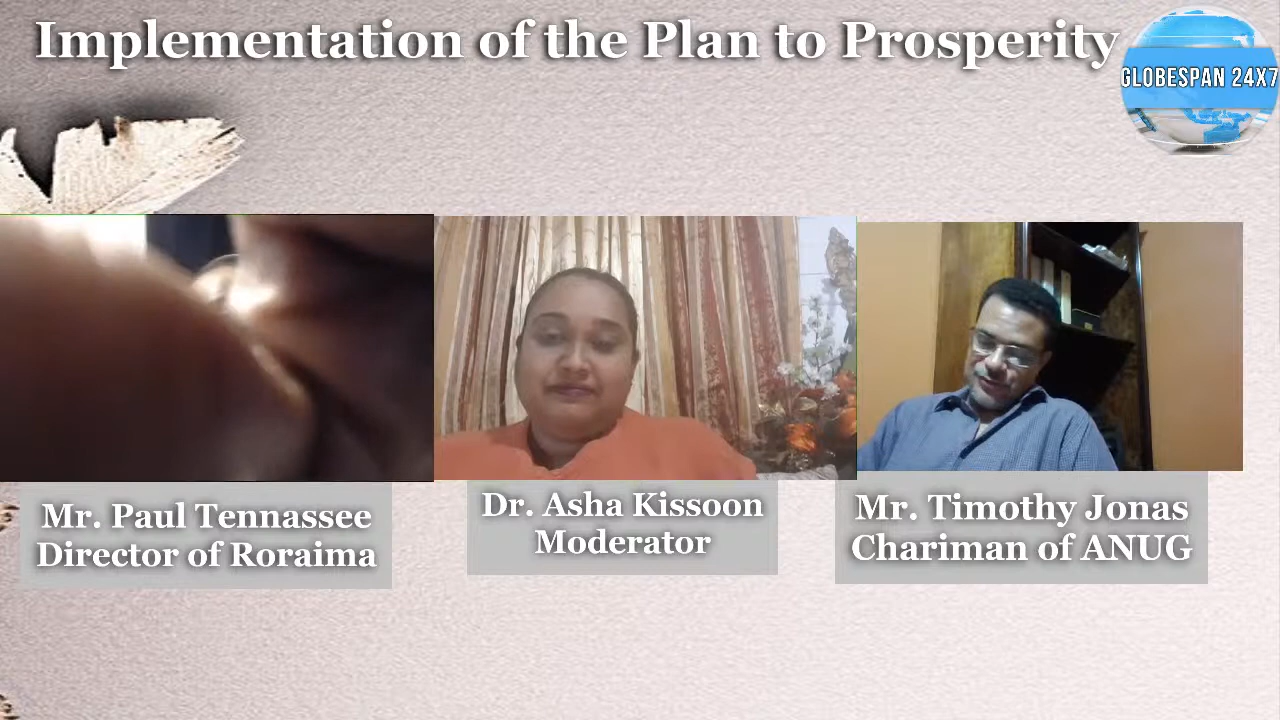 Implementation of the Plan to Prosperity
GLOBESPAN 24X7
Mr. Paul Tennassee
Director of Roraima
Dr. Asha Kissoon
Moderator
Mr. Timothy Jonas
Chariman of ANUG